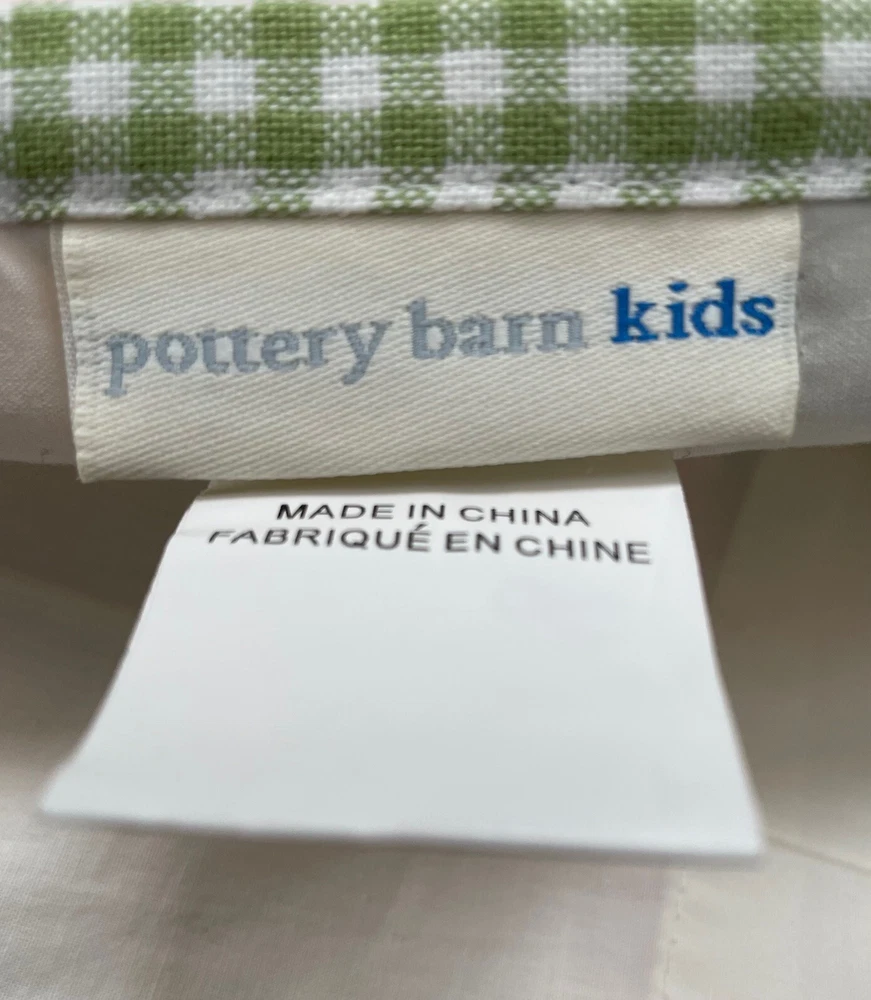 pottery barn kids
MADE IN CHINA
FABRIQUÉ EN CHINE